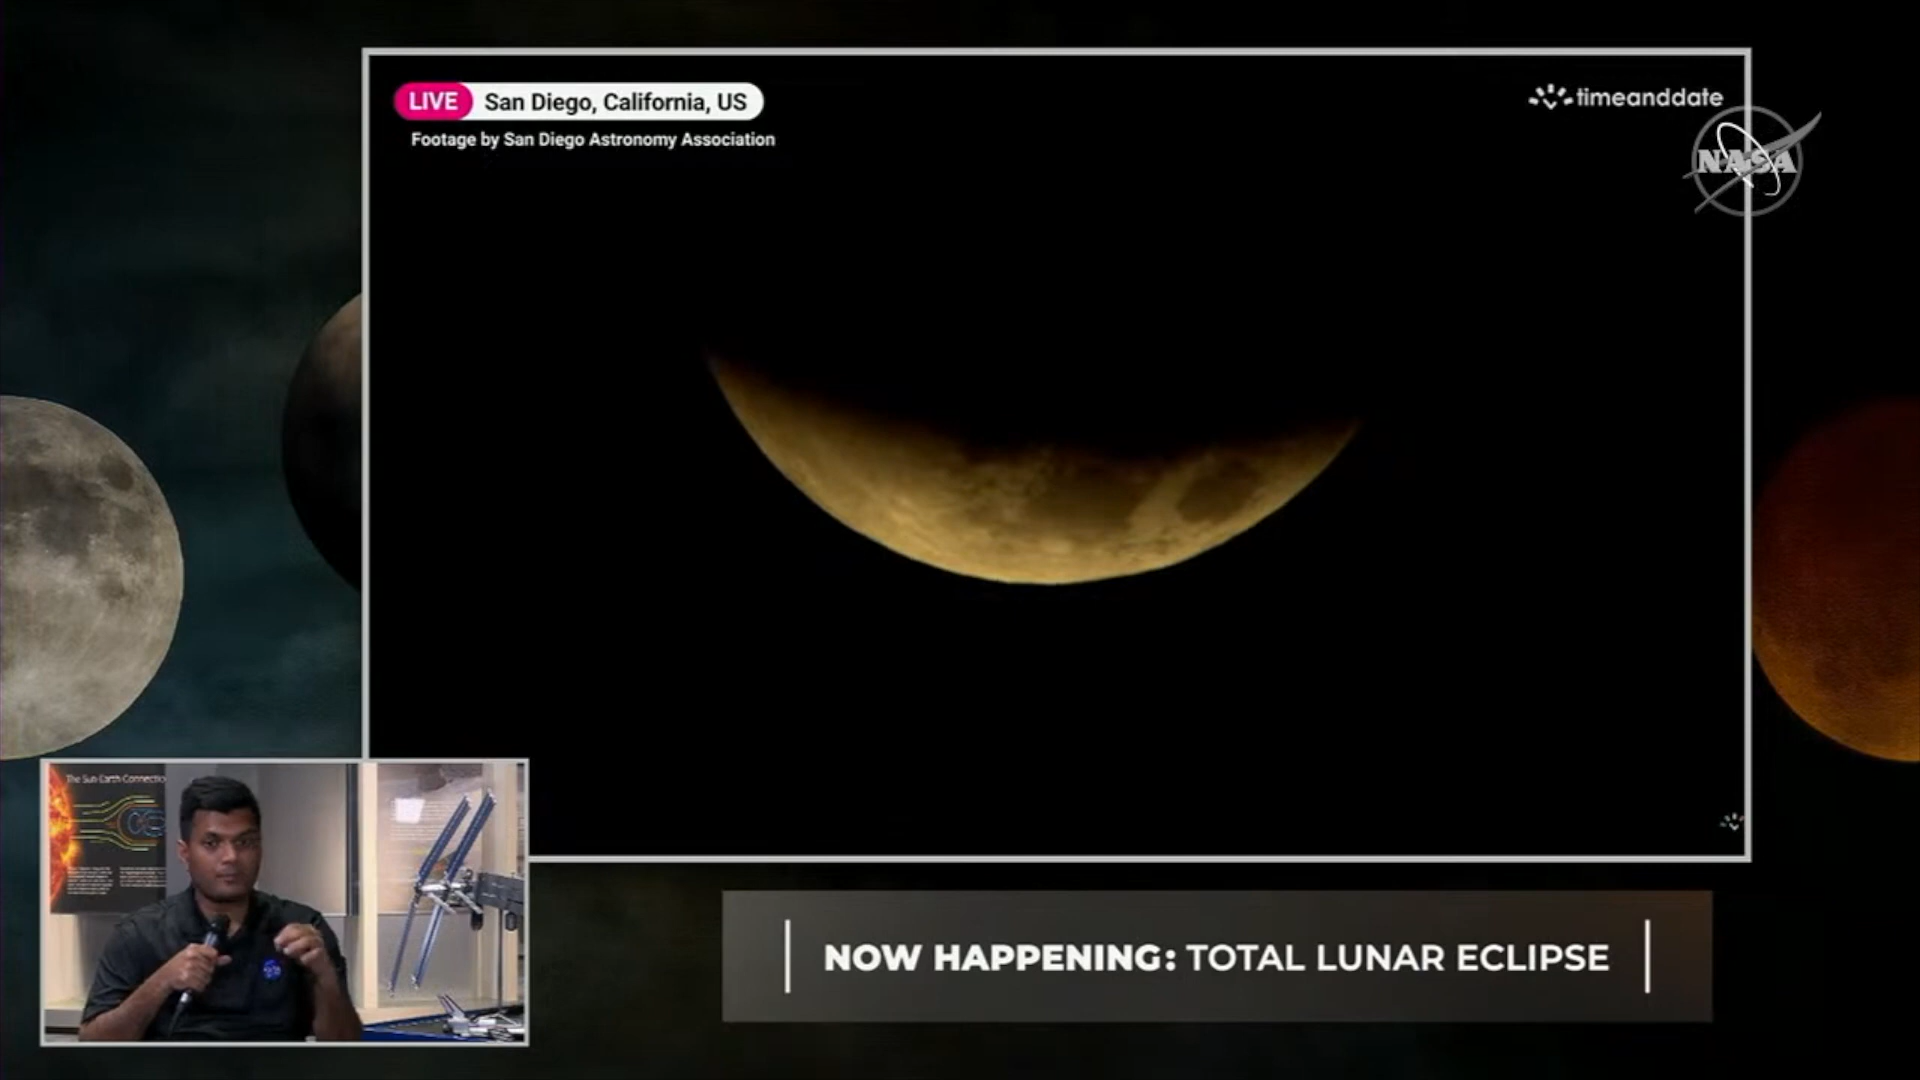 LIVE San Diego, California, US
Footage by San Diego Astronomy Association
timeanddate
NASA
The Sun-Earth Connection
NOW HAPPENING: TOTAL LUNAR ECLIPSE